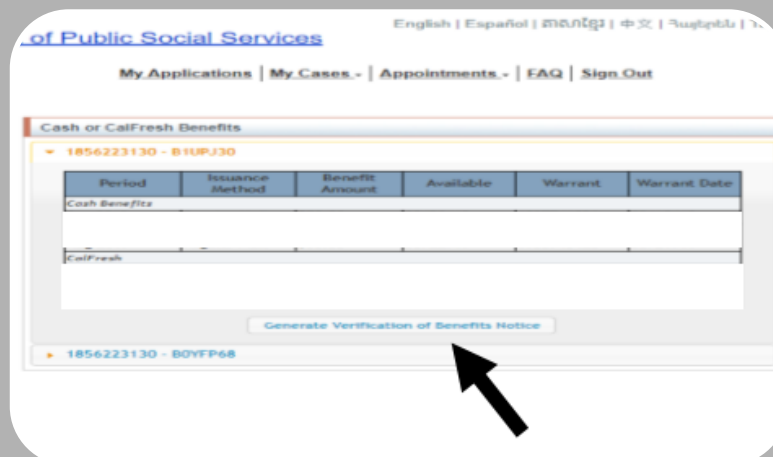 English | Español | ភាសាខ្មែរ | 中文 | Հայերեն |
of Public Social Services
My Applications | My Cases | Appointments | FAQ | Sign Out
Cash or CalFresh Benefits
1856223130 - B1UPJ30
Period Issuance Method Benefit Amount Available Warrant Warrant Date
Cash Benefits
CalFresh
Generate Verification of Benefits Notice
1856223130 - B0YFP68